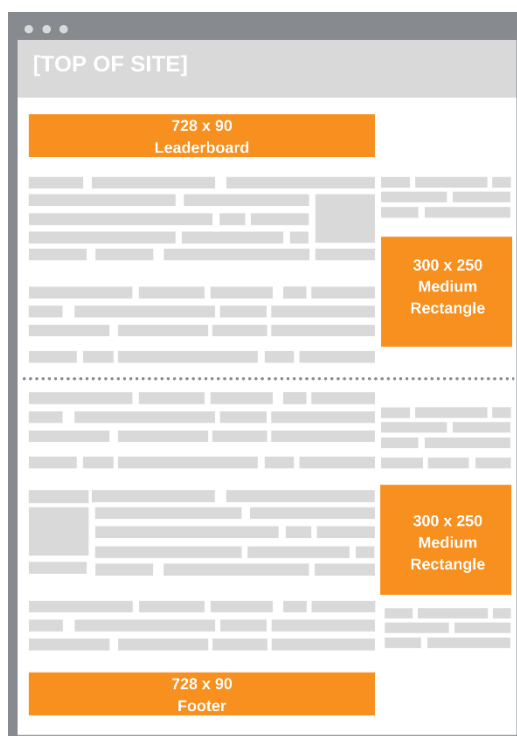 [TOP OF SITE]
728 x 90
Leaderboard
300 x 250
Medium
Rectangle
300 x 250
Medium
Rectangle
728 x 90
Footer